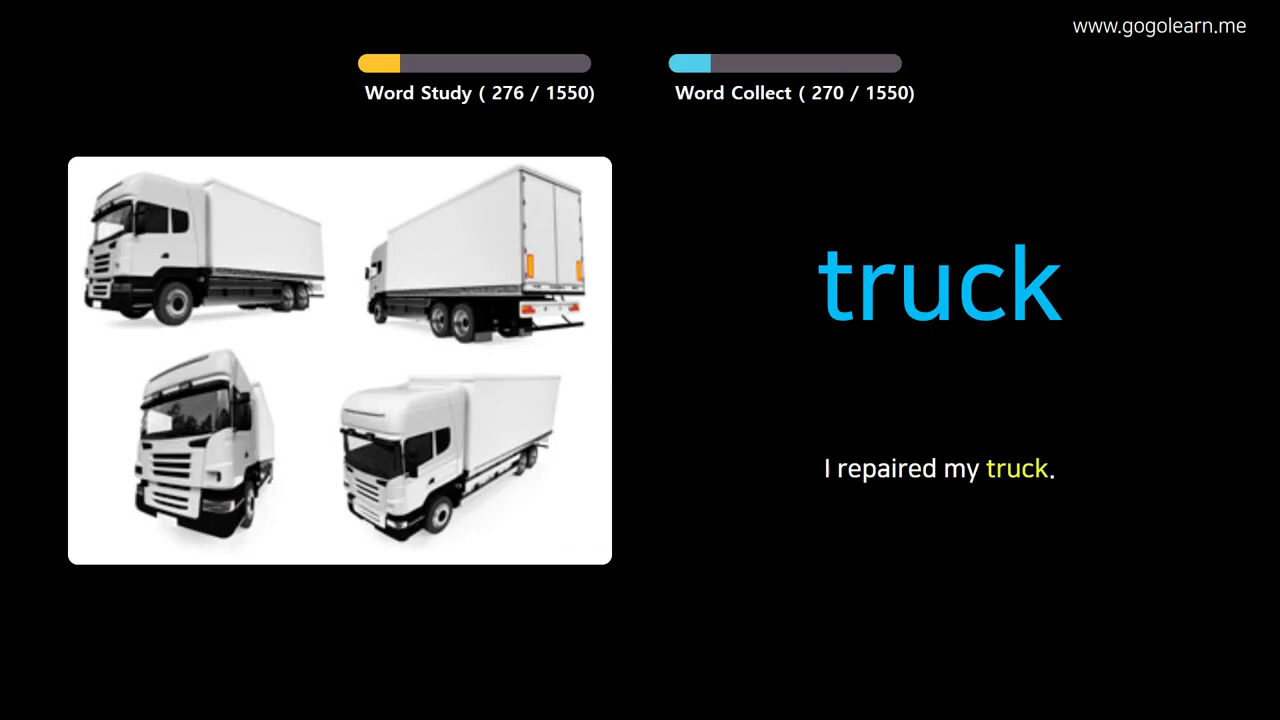 www.gogolearn.me
Word Study ( 276 / 1550)
Word Collect ( 270 / 1550)
truck
I repaired my truck.